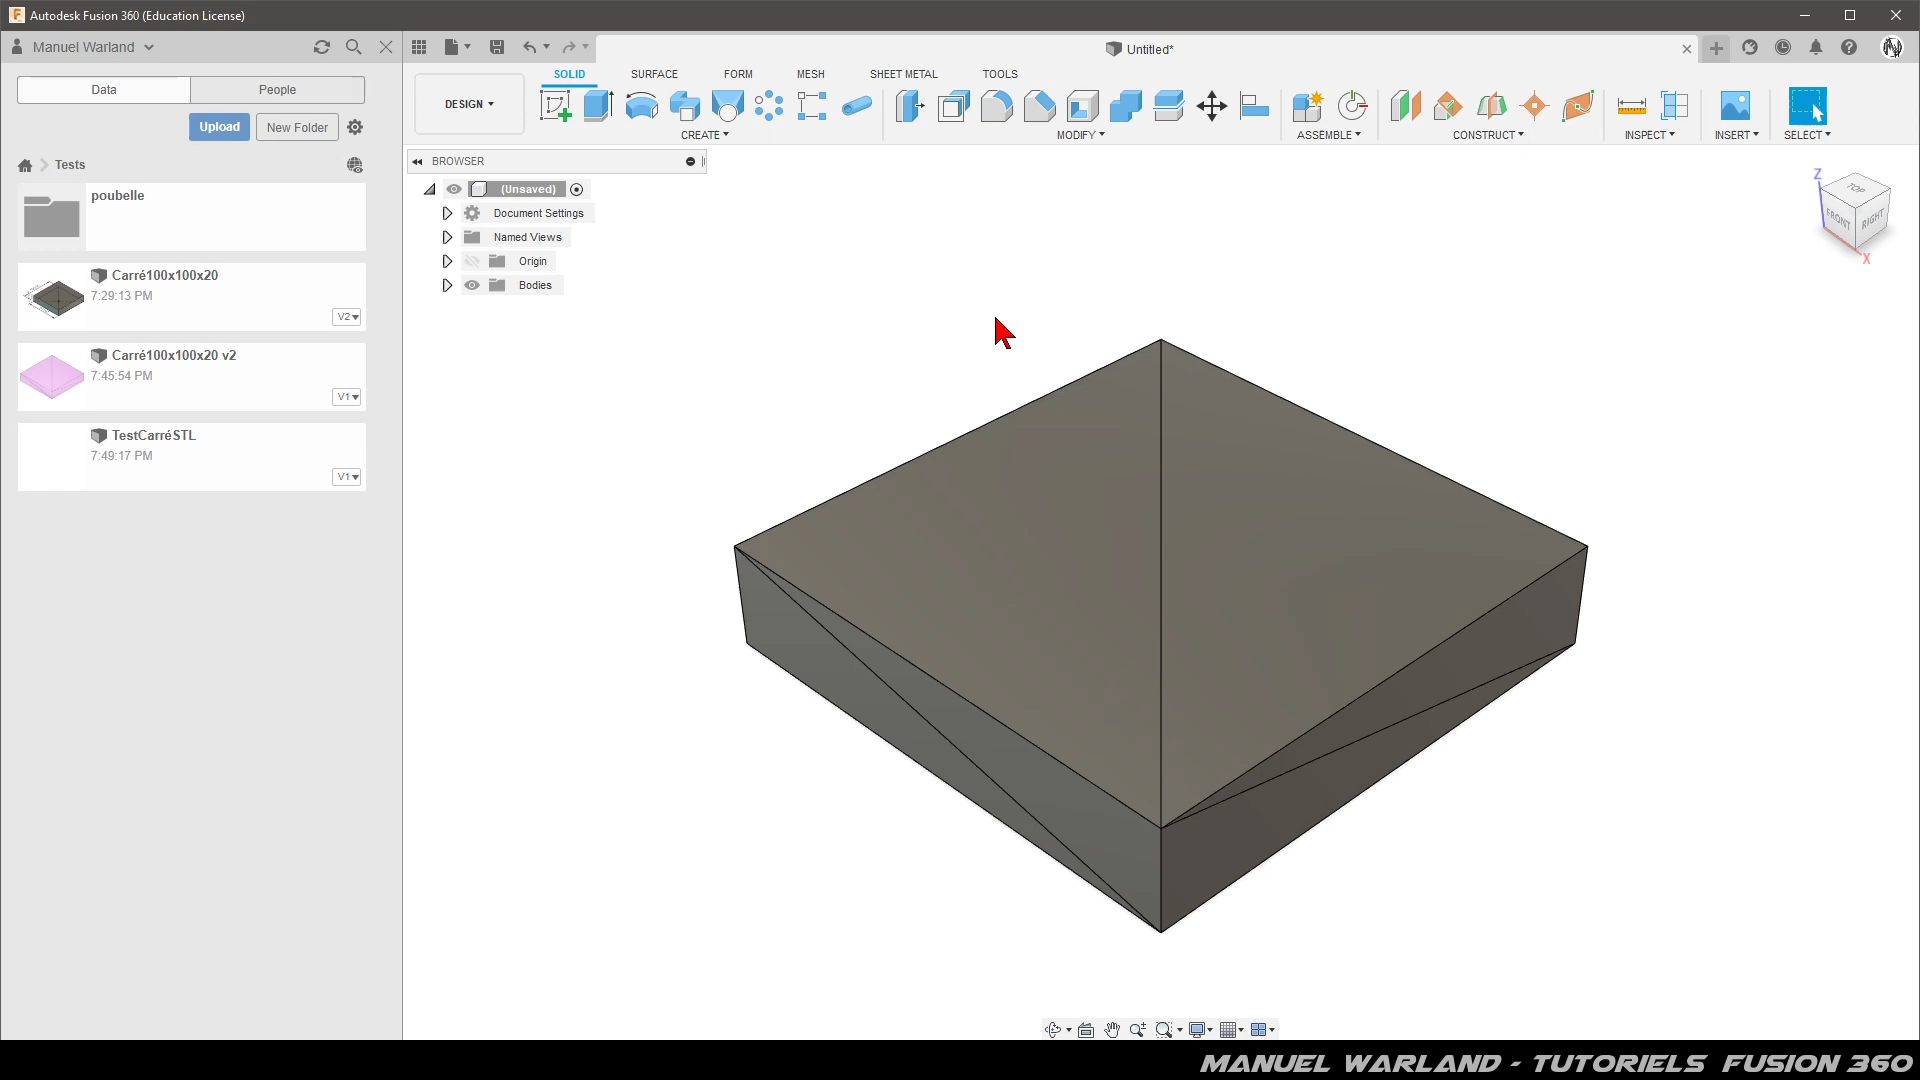 Autodesk Fusion 360 (Education License)
Manuel Warland
Untitled*
Data
People
Upload
New Folder
Tests
poubelle
Carré100x100x20
7:29:13 PM
V2
Carré100x100x20 v2
7:45:54 PM
V1
TestCarréSTL
7:49:17 PM
V1
SOLID
SURFACE
FORM
MESH
SHEET METAL
TOOLS
DESIGN
CREATE
MODIFY
ASSEMBLE
CONSTRUCT
INSPECT
INSERT
SELECT
BROWSER
(Unsaved)
Document Settings
Named Views
Origin
Bodies
Z
TOP
FRONT
RIGHT
X
MANUEL WARLAND - TUTORIELS FUSION 360